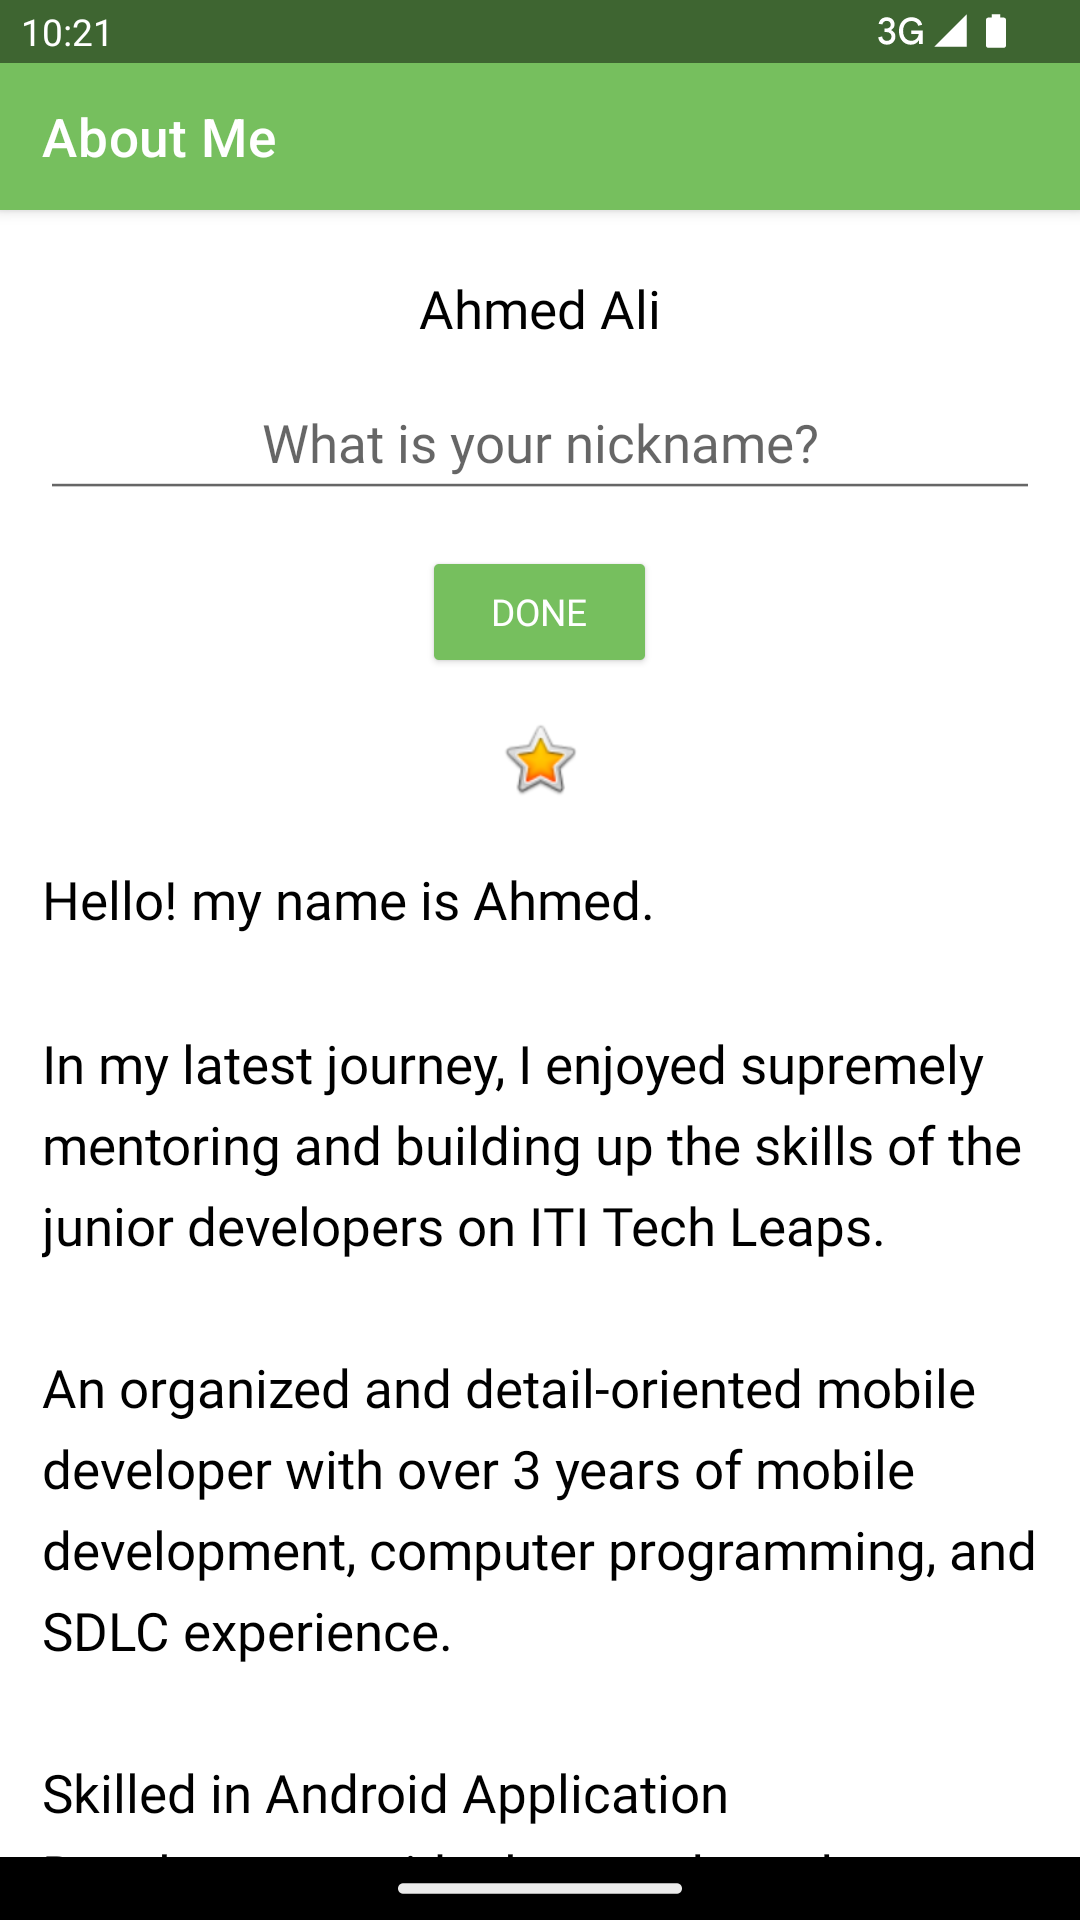 10:21 3G
About Me
Ahmed Ali
What is your nickname?
DONE
Hello! my name is Ahmed.
In my latest journey, I enjoyed supremely
mentoring and building up the skills of the
junior developers on ITI Tech Leaps.
An organized and detail-oriented mobile
developer with over 3 years of mobile
development, computer programming, and
SDLC experience.
Skilled in Android Application